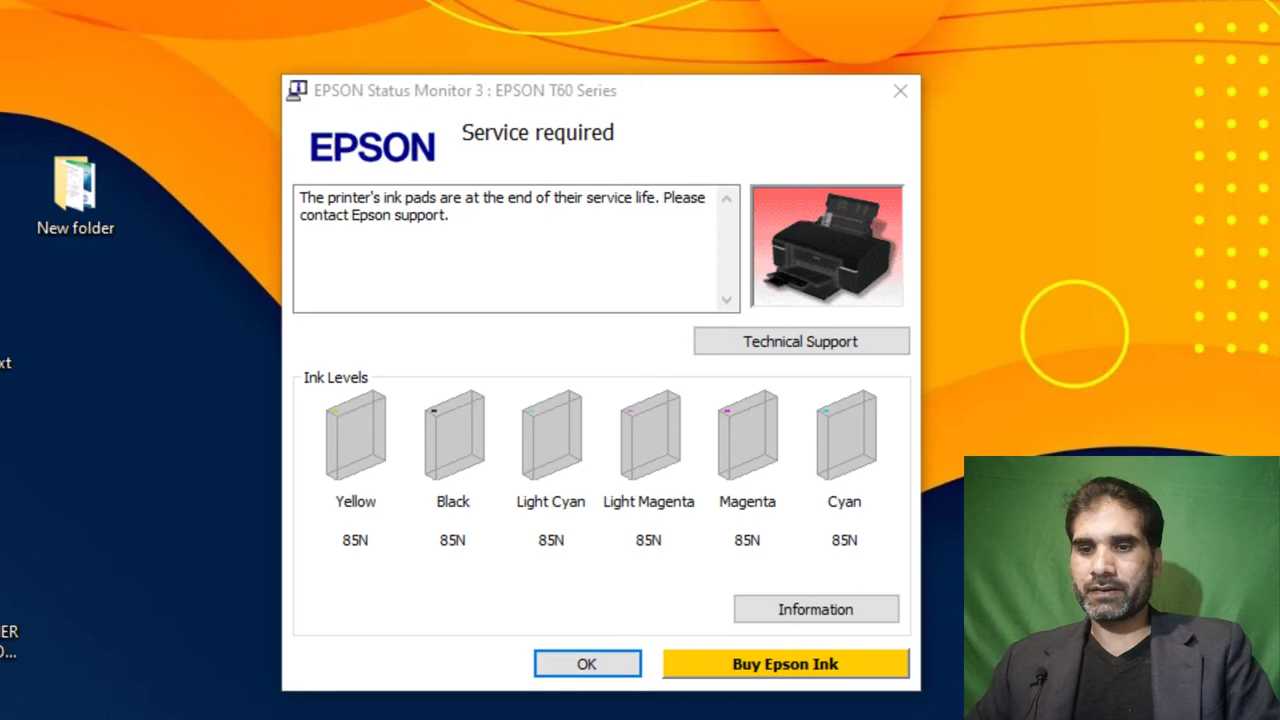 EPSON Status Monitor 3 : EPSON T60 Series
EPSON
Service required
The printer's ink pads are at the end of their service life. Please
contact Epson support.
New folder
Technical Support
xt
Ink Levels
Yellow Black Light Cyan Light Magenta Magenta Cyan
85N 85N 85N 85N 85N 85N
Information
ER
O...
OK
Buy Epson Ink